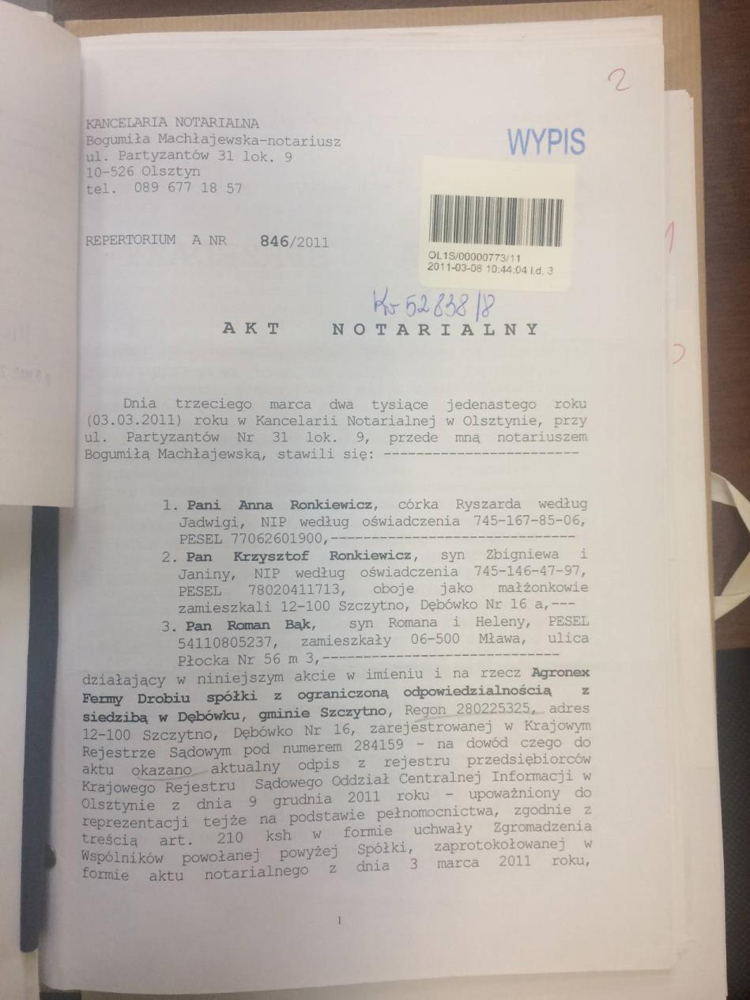 2
KANCELARIA NOTARIALNA
Bogumiła Machłajewska-notariusz
ul. Partyzantów 31 lok. 9
10-526 Olsztyn
tel. 089 677 18 57
WYPIS
OL1S/00000773/11
2011-03-08 10:44:04 l.d. 3
REPERTORIUM A NR 846/2011
Kw 52838/8
AKT NOTARIALNY
Dnia trzeciego marca dwa tysiące jedenastego roku
(03.03.2011) roku w Kancelarii Notarialnej w Olsztynie, przy
ul. Partyzantów Nr 31 lok. 9, przede mną notariuszem
Bogumiłą Machłajewską, stawili się: ------------------------
1. Pani Anna Ronkiewicz, córka Ryszarda według
Jadwigi, NIP według oświadczenia 745-167-85-06,
PESEL 77062601900,------------------------------
2. Pan Krzysztof Ronkiewicz, syn Zbigniewa i
Janiny, NIP według oświadczenia 745-146-47-97,
PESEL 78020411713, oboje jako małżonkowie
zamieszkali 12-100 Szczytno, Dębówko Nr 16 a,---
3. Pan Roman Bąk, syn Romana i Heleny, PESEL
54110805237, zamieszkały 06-500 Mława, ulica
Płocka Nr 56 m 3,-----------------------------
działający w niniejszym akcie w imieniu i na rzecz Agronex
Fermy Drobiu spółki z ograniczoną odpowiedzialnością z
siedzibą w Dębówku, gminie Szczytno, Regon 280225325, adres
12-100 Szczytno, Dębówko Nr 16, zarejestrowanej w Krajowym
Rejestrze Sądowym pod numerem 284159 - na dowód czego do
aktu okazano aktualny odpis z rejestru przedsiębiorców
Krajowego Rejestru Sądowego Oddział Centralnej Informacji w
Olsztynie z dnia 9 grudnia 2011 roku - upoważniony do
reprezentacji tejże na podstawie pełnomocnictwa, zgodnie z
treścią art. 210 ksh w formie uchwały Zgromadzenia
Wspólników powołanej powyżej Spółki, zaprotokołowanej w
formie aktu notarialnego z dnia 3 marca 2011 roku,
1